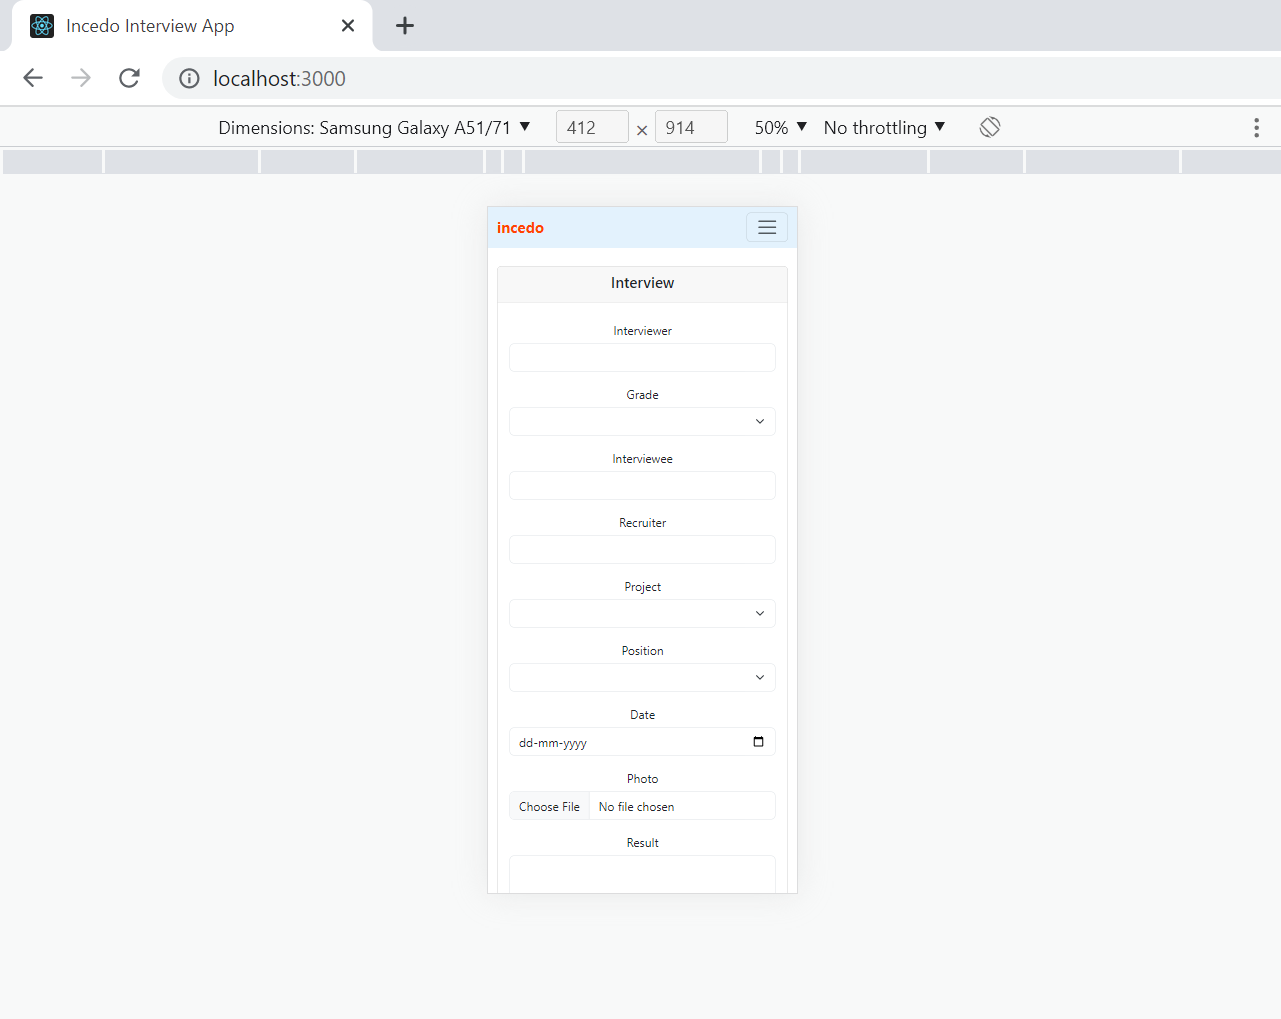 Incedo Interview App
localhost:3000
Dimensions: Samsung Galaxy A51/71 412 × 914 50% No throttling
incedo
Interview
Interviewer
Grade
Interviewee
Recruiter
Project
Position
Date
dd-mm-yyyy
Photo
Choose File No file chosen
Result